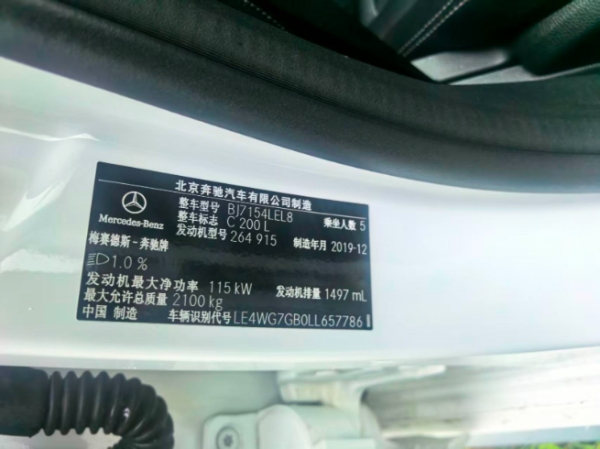 北京奔驰汽车有限公司制造
整车型号 BJ7154LEL8 乘坐人数 5
整车标志 C 200 L
发动机型号 264 915 制造年月 2019-12
Mercedes-Benz
梅赛德斯-奔驰牌
1.0 %
发动机最大净功率 115 kW 发动机排量 1497 mL
最大允许总质量 2100 kg
中国 制造 车辆识别代号 LE4WG7GB0LL657786